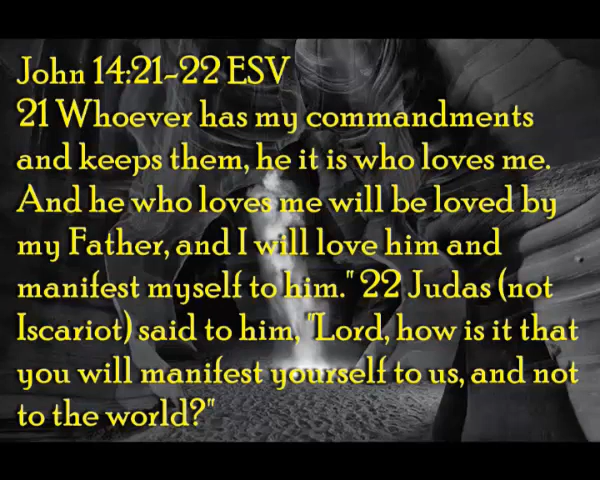 John 14:21-22 ESV
21 Whoever has my commandments
and keeps them, he it is who loves me.
And he who loves me will be loved by
my Father, and I will love him and
manifest myself to him." 22 Judas (not
Iscariot) said to him, "Lord, how is it that
you will manifest yourself to us, and not
to the world?"